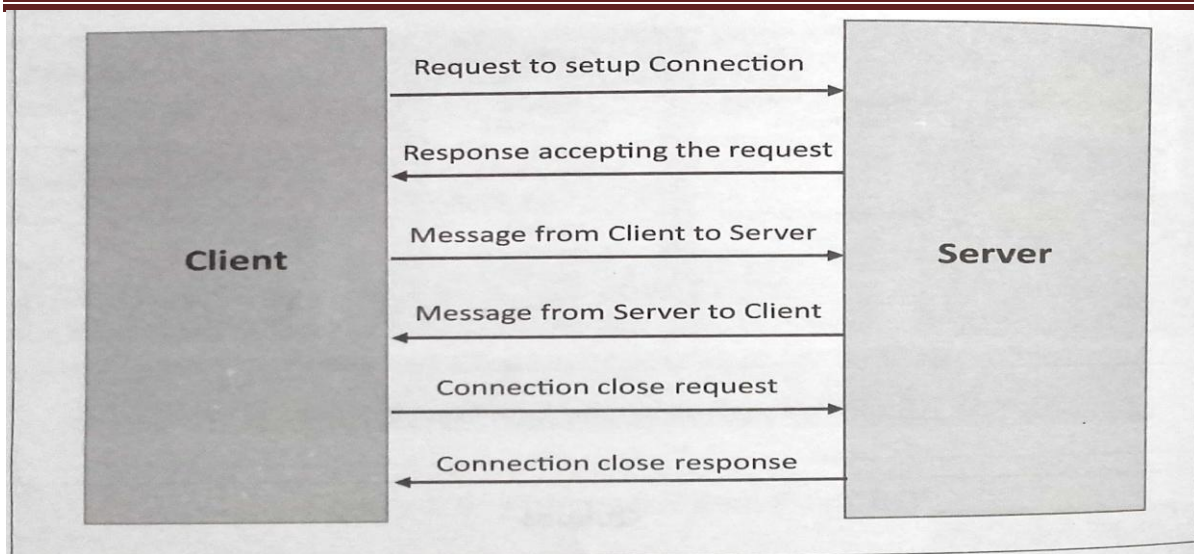 Request to setup Connection
Response accepting the request
Message from Client to Server
Client
Server
Message from Server to Client
Connection close request
Connection close response